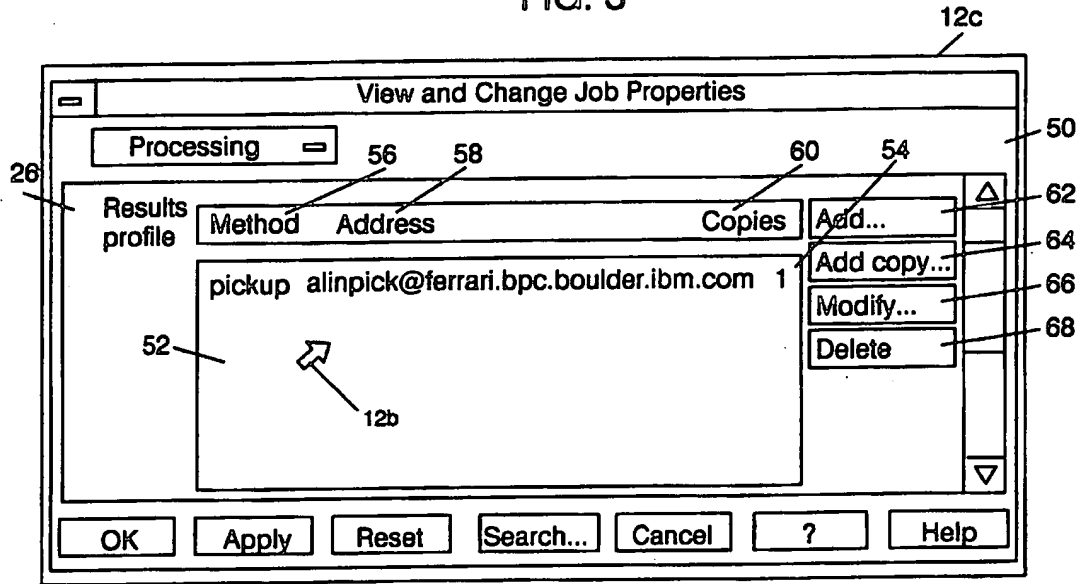 12c
View and Change Job Properties
50
Processing
56
58
60
54
26
Results profile
Method Address Copies
Add...
62
Add copy...
64
pickup alinpick@ferrari.bpc.boulder.ibm.com 1
Modify...
66
Delete
68
52
12b
OK Apply Reset Search... Cancel ? Help